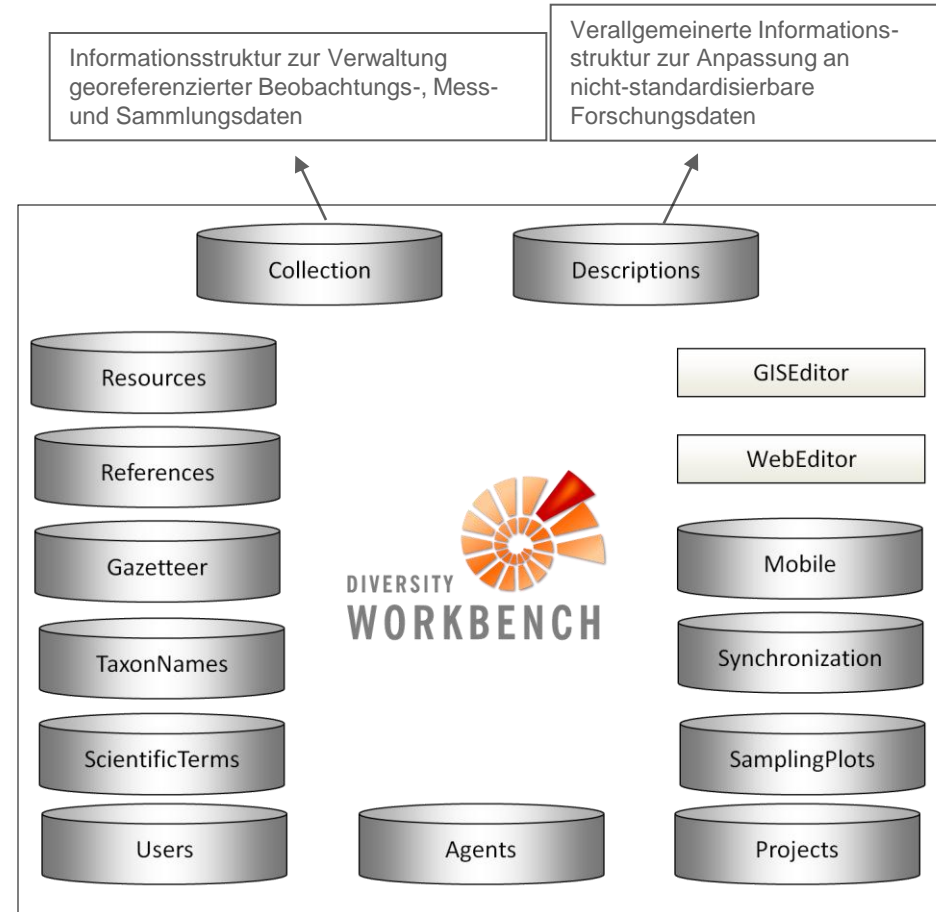 Informationsstruktur zur Verwaltung
georeferenzierter Beobachtungs-, Mess-
und Sammlungsdaten
Verallgemeinerte Informations-
struktur zur Anpassung an
nicht-standardisierbare
Forschungsdaten
Collection
Descriptions
Resources
References
Gazetteer
TaxonNames
ScientificTerms
Users
DIVERSITY
WORKBENCH
Agents
GISEditor
WebEditor
Mobile
Synchronization
SamplingPlots
Projects